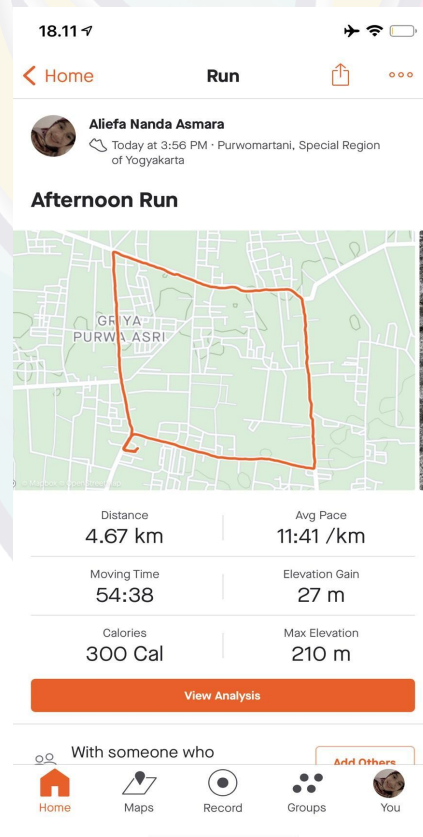 18.11
Home
Run
Aliefa Nanda Asmara
Today at 3:56 PM · Purwomartani, Special Region
of Yogyakarta
Afternoon Run
GRIYA
PURWA ASRI
Distance
4.67 km
Avg Pace
11:41 /km
Moving Time
54:38
Elevation Gain
27 m
Calories
300 Cal
Max Elevation
210 m
View Analysis
With someone who
Add Others
Home
Maps
Record
Groups
You